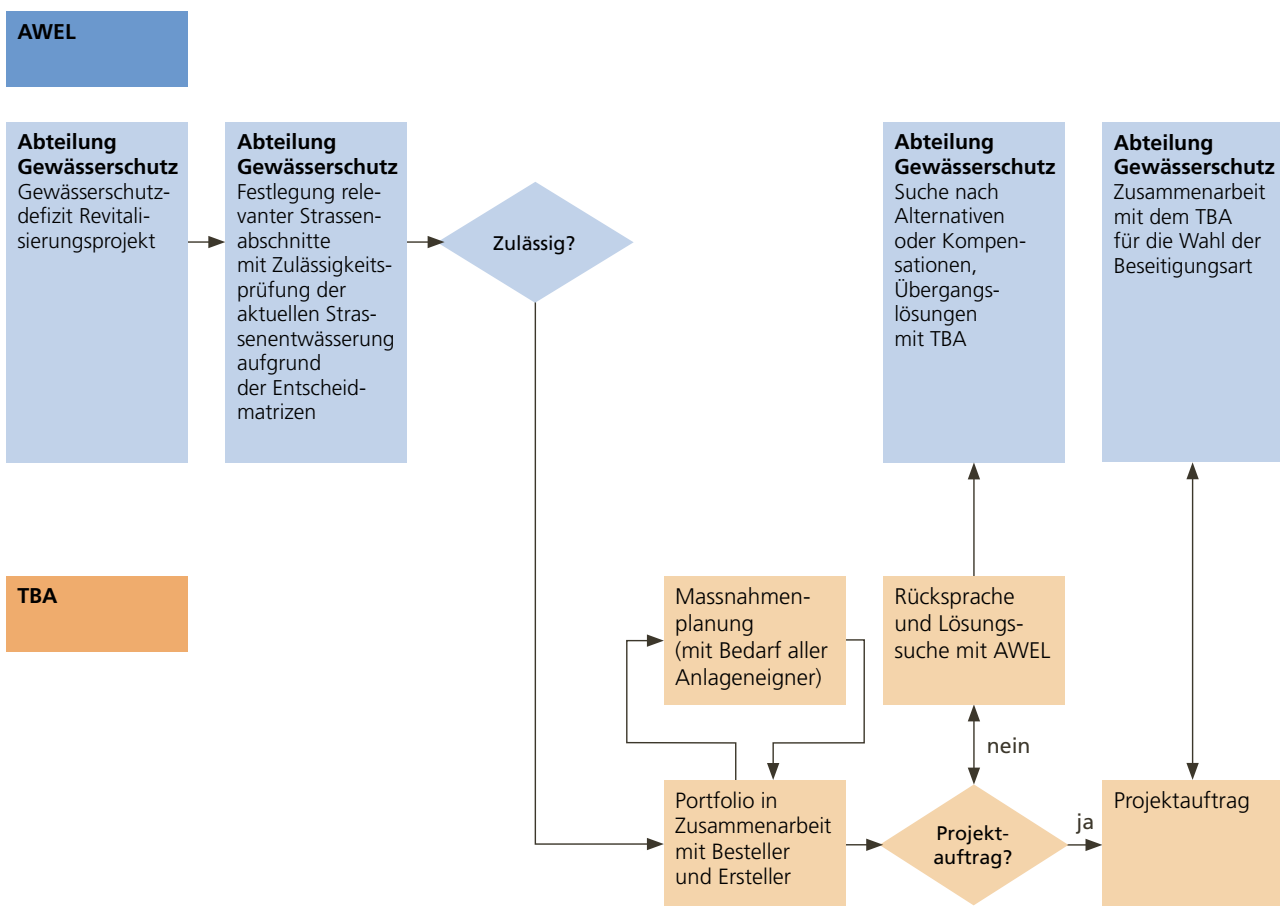 AWEL
Abteilung
Gewässerschutz
Gewässerschutz-
defizit Revitali-
sierungsprojekt
Abteilung
Gewässerschutz
Festlegung rele-
vanter Strassen-
abschnitte
mit Zulässigkeits-
prüfung der
aktuellen Stras-
senentwässerung
aufgrund
der Entscheid-
matrizen
Zulässig?
Abteilung
Gewässerschutz
Suche nach
Alternativen
oder Kompen-
sationen,
Übergangs-
lösungen
mit TBA
Abteilung
Gewässerschutz
Zusammenarbeit
mit dem TBA
für die Wahl der
Beseitigungsart
TBA
Massnahmen-
planung
(mit Bedarf aller
Anlageneigner)
Rücksprache
und Lösungs-
suche mit AWEL
nein
Portfolio in
Zusammenarbeit
mit Besteller
und Ersteller
Projekt-
auftrag?
ja
Projektauftrag